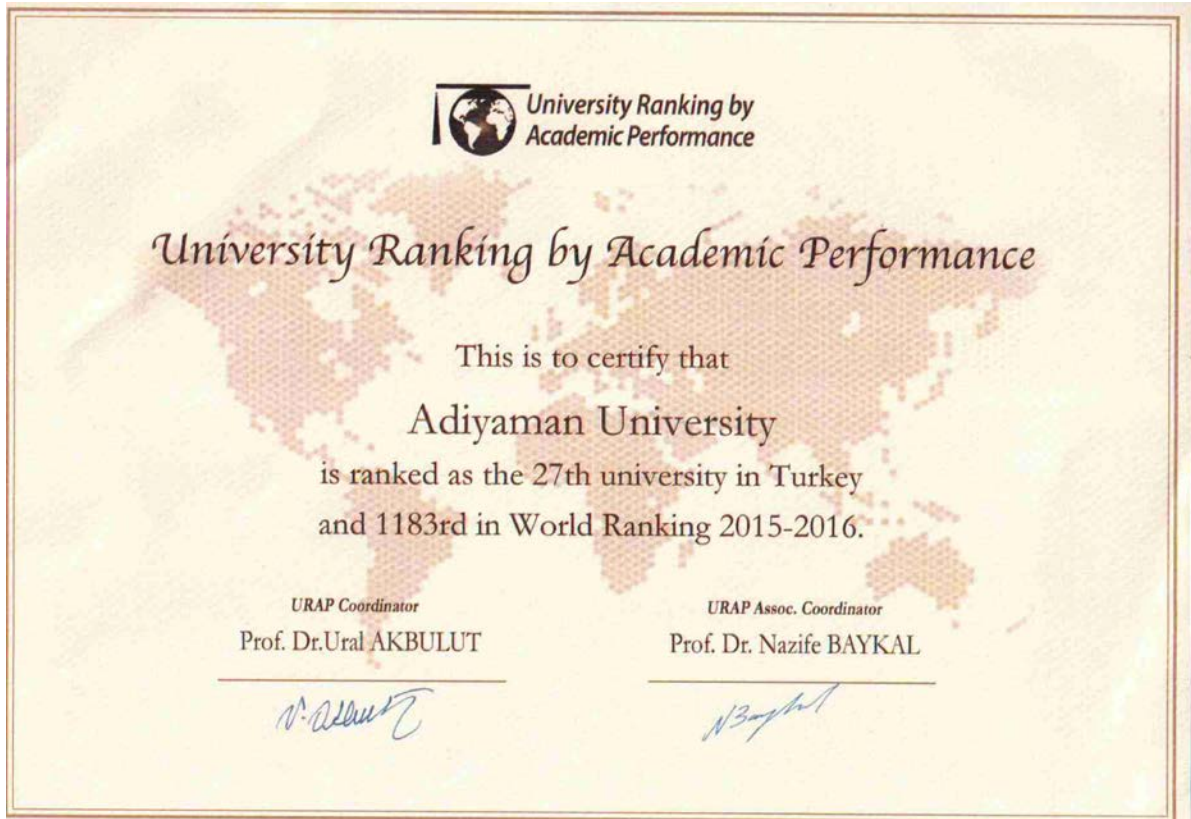 University Ranking by
Academic Performance
University Ranking by Academic Performance
This is to certify that
Adiyaman University
is ranked as the 27th university in Turkey
and 1183rd in World Ranking 2015-2016.
URAP Coordinator
Prof. Dr.Ural AKBULUT
URAP Assoc. Coordinator
Prof. Dr. Nazife BAYKAL